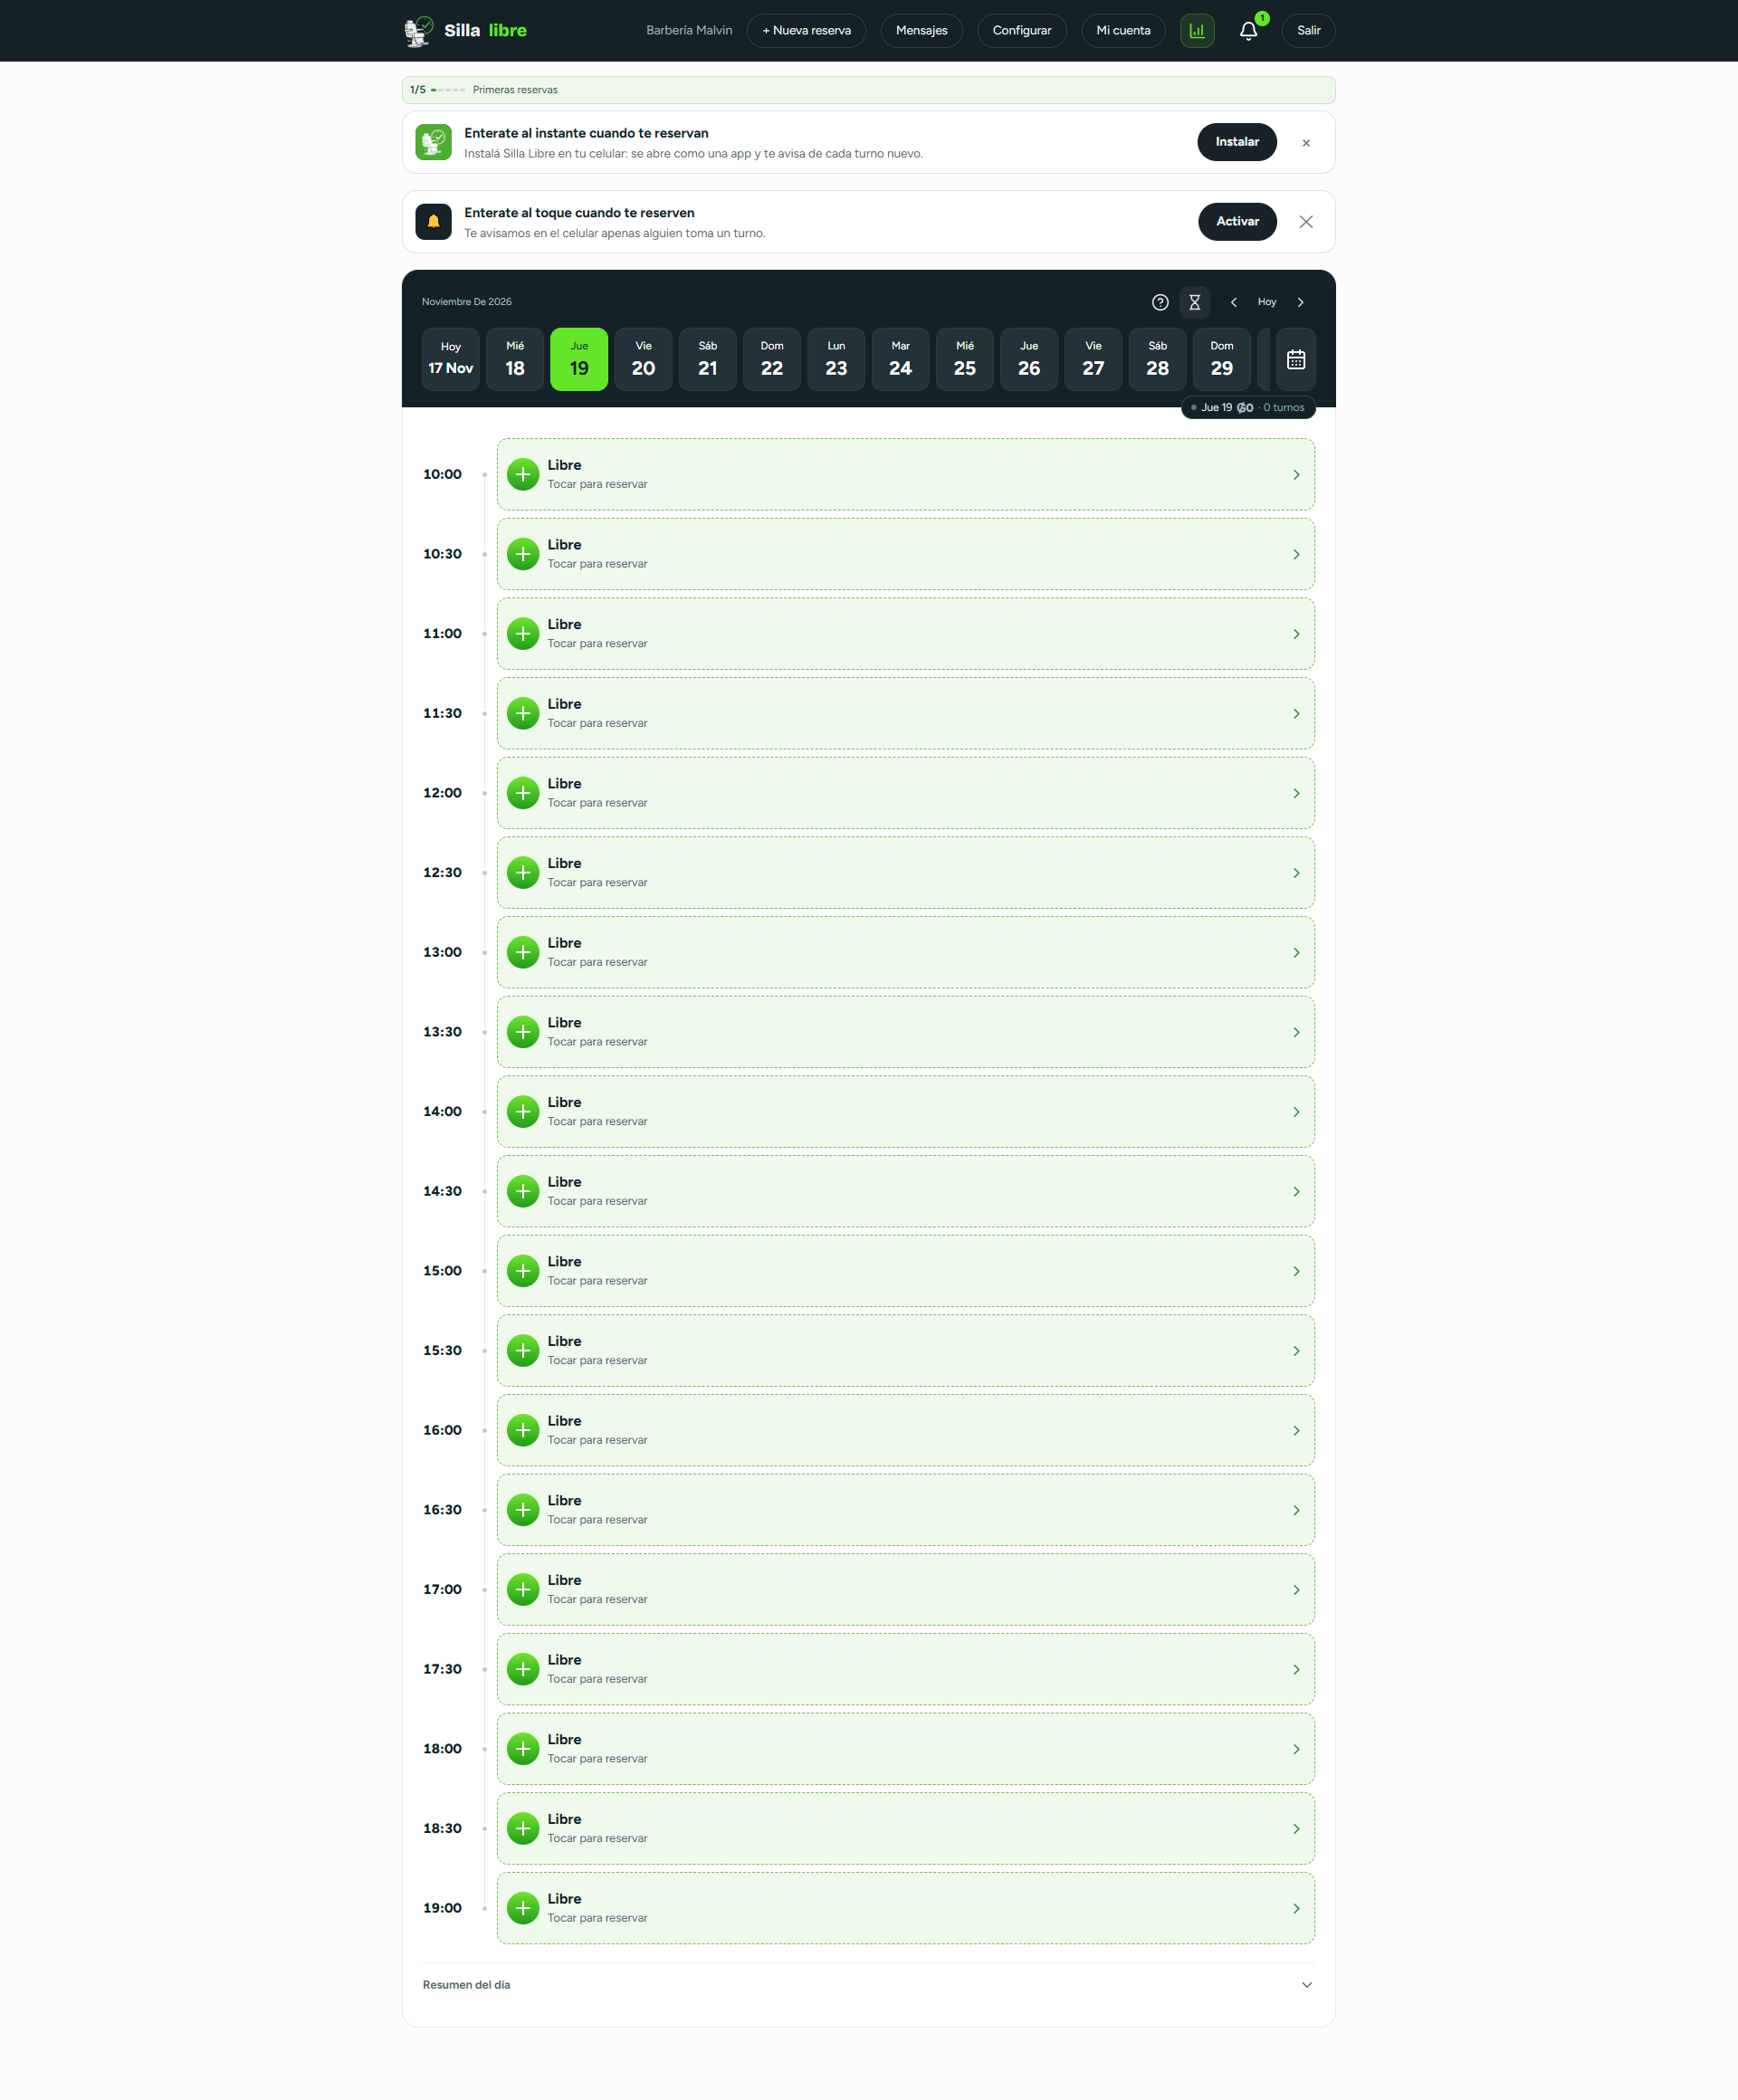 Silla libre
Barbería Malvin
+ Nueva reserva
Mensajes
Configurar
Mi cuenta
1
Salir
1/5 Primeras reservas
Enterate al instante cuando te reservan
Instalá Silla Libre en tu celular: se abre como una app y te avisa de cada turno nuevo.
Instalar
×
Enterate al toque cuando te reserven
Te avisamos en el celular apenas alguien toma un turno.
Activar
Noviembre De 2026
Hoy
Hoy 17 Nov
Mié 18
Jue 19
Vie 20
Sáb 21
Dom 22
Lun 23
Mar 24
Mié 25
Jue 26
Vie 27
Sáb 28
Dom 29
Jue 19 · 0 turnos
10:00
Libre
Tocar para reservar
10:30
Libre
Tocar para reservar
11:00
Libre
Tocar para reservar
11:30
Libre
Tocar para reservar
12:00
Libre
Tocar para reservar
12:30
Libre
Tocar para reservar
13:00
Libre
Tocar para reservar
13:30
Libre
Tocar para reservar
14:00
Libre
Tocar para reservar
14:30
Libre
Tocar para reservar
15:00
Libre
Tocar para reservar
15:30
Libre
Tocar para reservar
16:00
Libre
Tocar para reservar
16:30
Libre
Tocar para reservar
17:00
Libre
Tocar para reservar
17:30
Libre
Tocar para reservar
18:00
Libre
Tocar para reservar
18:30
Libre
Tocar para reservar
19:00
Libre
Tocar para reservar
Resumen del día